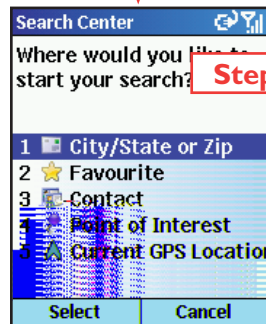 Search Center
Where would you like to
start your search?
Step
1 City/State or Zip
2 Favourite
3 Contact
4 Point of Interest
5 Current GPS Location
Select Cancel